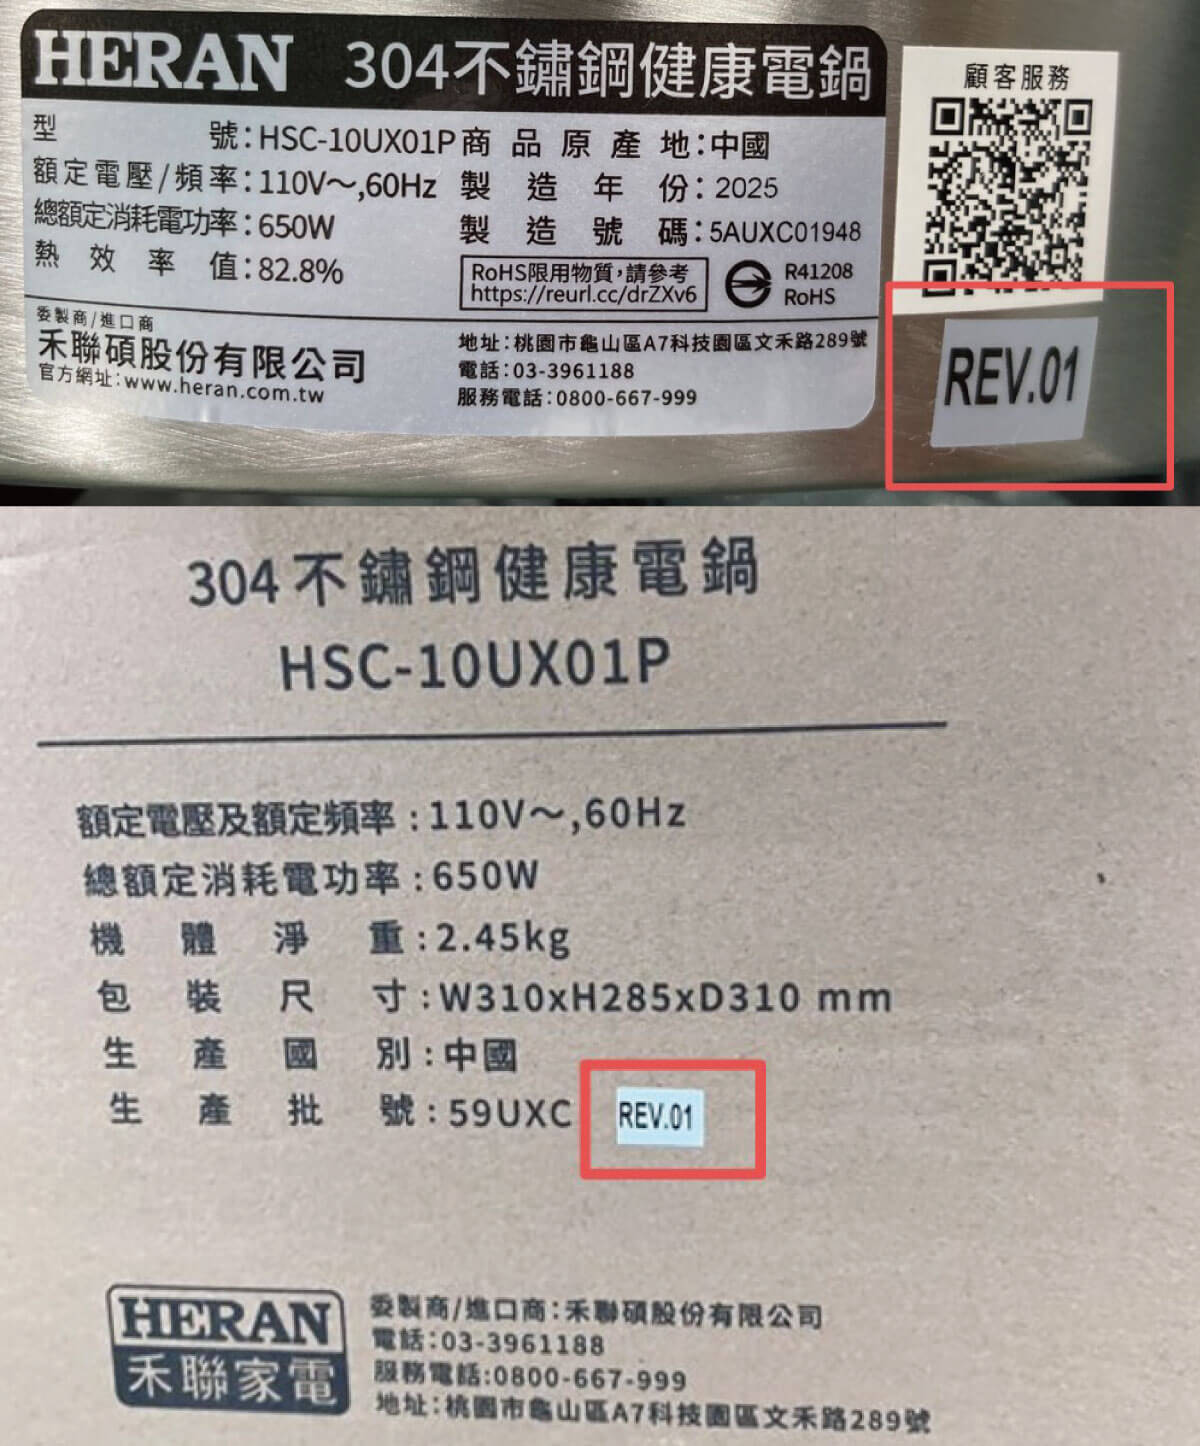 HERAN 304不鏽鋼健康電鍋
型號：HSC-10UX01P 商品原產地：中國
額定電壓/頻率：110V～,60Hz 製造年份：2025
總額定消耗電功率：650W 製造號碼：5AUXC01948
熱效率值：82.8%
RoHS限用物質，請參考
https://reurl.cc/drZXv6
R41208
RoHS
委製商/進口商
禾聯碩股份有限公司
官方網址：www.heran.com.tw
地址：桃園市龜山區A7科技園區文禾路289號
電話：03-3961188
服務電話：0800-667-999
顧客服務
REV.01
304不鏽鋼健康電鍋
HSC-10UX01P
額定電壓及額定頻率：110V～,60Hz
總額定消耗電功率：650W
機體淨重：2.45kg
包裝尺寸：W310xH285xD310 mm
生產國別：中國
生產批號：59UXC REV.01
HERAN
禾聯家電
委製商/進口商：禾聯碩股份有限公司
電話：03-3961188
服務電話：0800-667-999
地址：桃園市龜山區A7科技園區文禾路289號